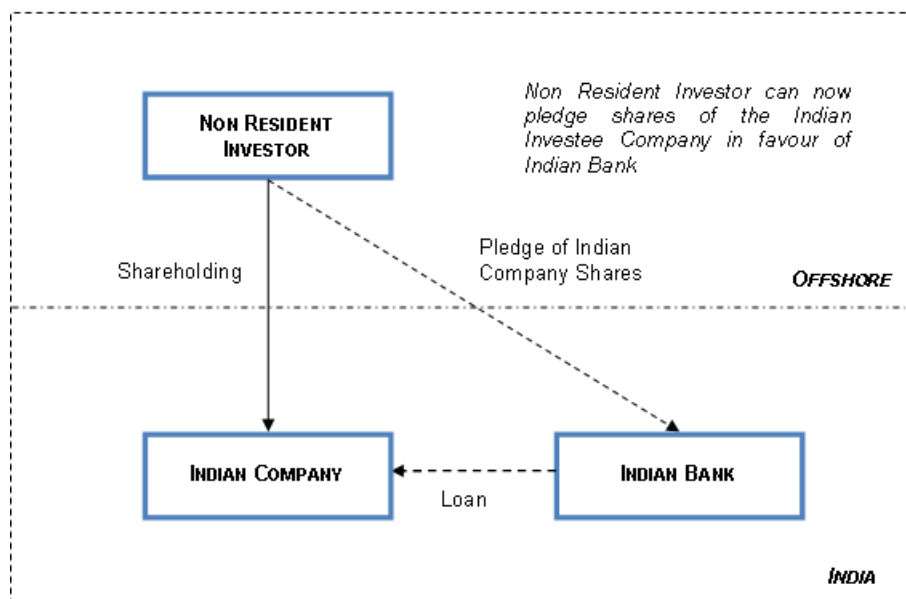 Non Resident Investor can now
pledge shares of the Indian
Investee Company in favour of
Indian Bank
NON RESIDENT
INVESTOR
Shareholding
Pledge of Indian
Company Shares
OFFSHORE
INDIAN COMPANY
INDIAN BANK
Loan
INDIA